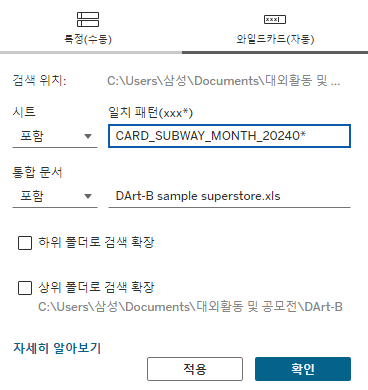 특정(수동)
와일드카드(자동)
검색 위치: C:\Users\삼성\Documents\대외활동 및 ...
시트 일치 패턴(xxx*)
포함 CARD_SUBWAY_MONTH_20240*
통합 문서
포함 DArt-B sample superstore.xls
하위 폴더로 검색 확장
상위 폴더로 검색 확장
C:\Users\삼성\Documents\대외활동 및 공모전\DArt-B
자세히 알아보기
적용 확인